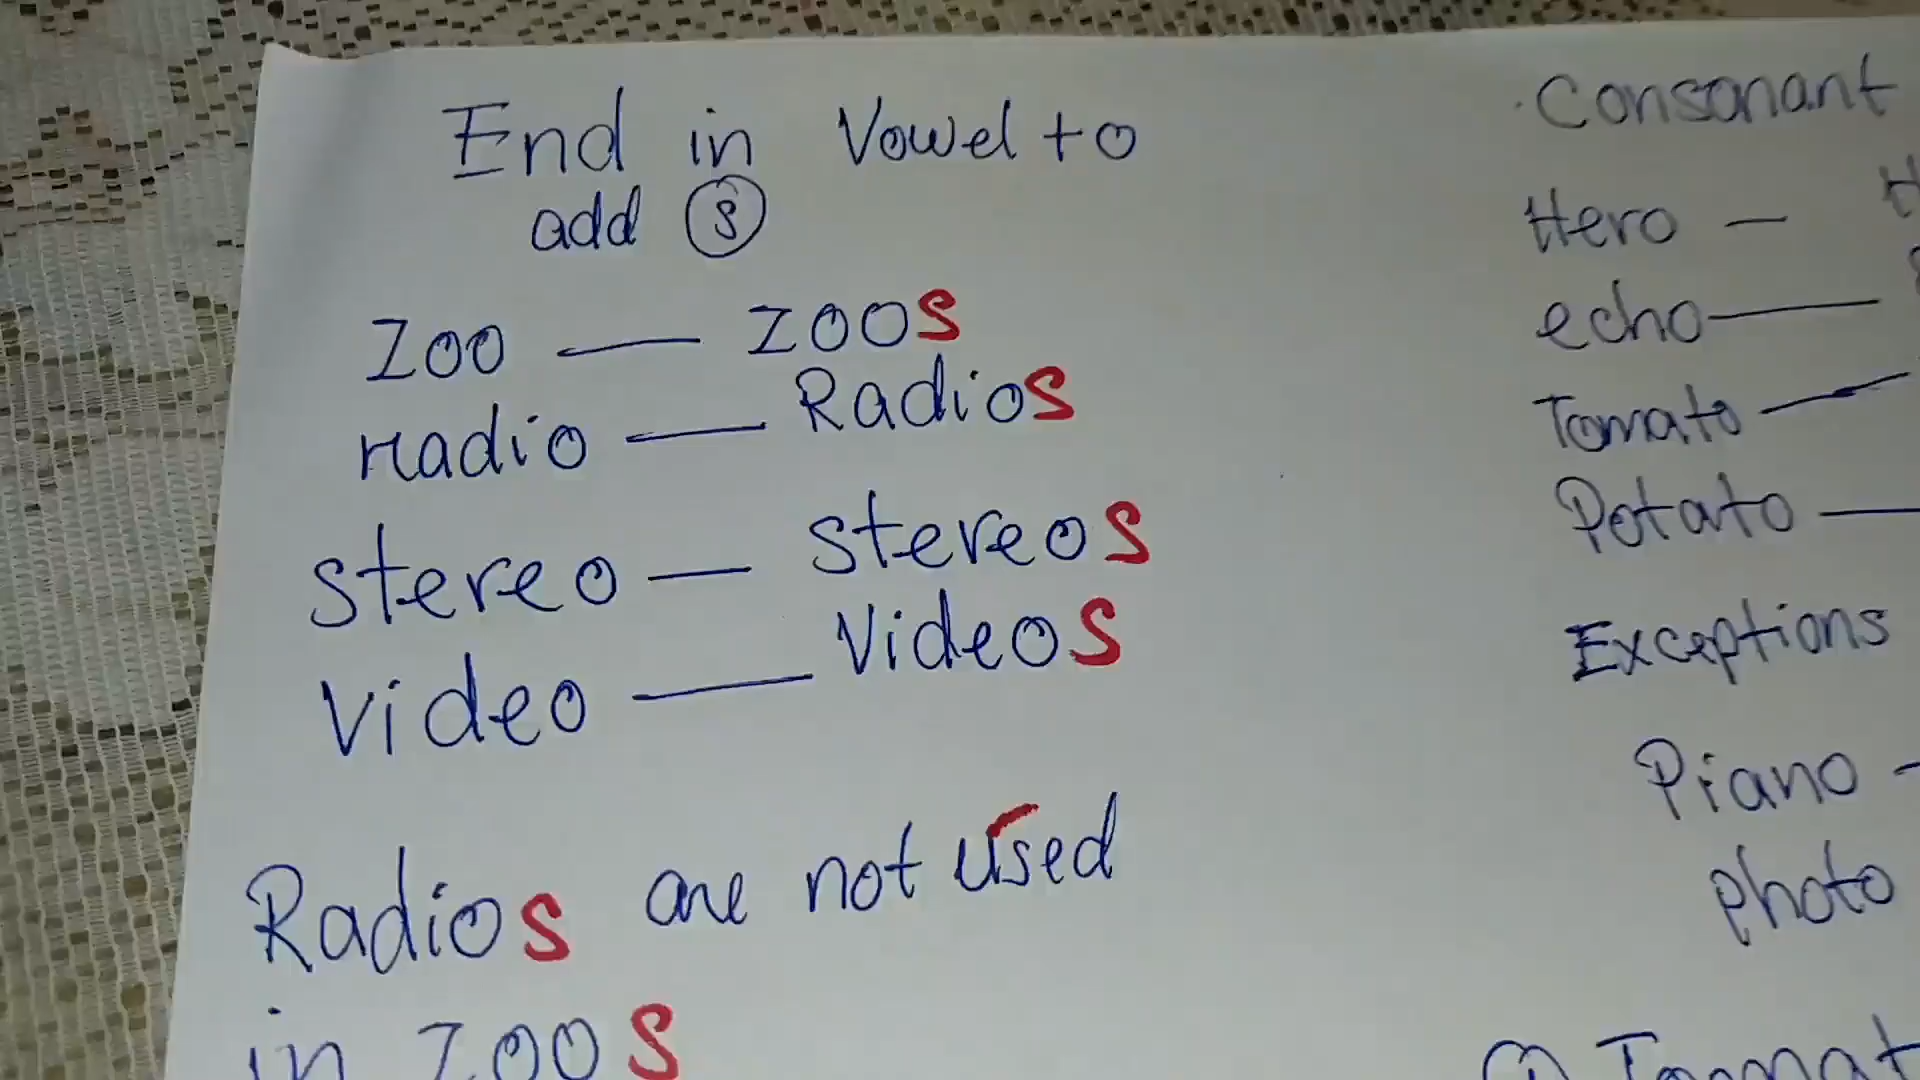 End in Vowel + o
add s
Zoo — Zoos
radio — Radios
stereo — stereos
video — Videos
Radios are not used
in Zoos
Consonant
Hero —
echo —
Tomato —
Potato —
Exceptions
Piano -
photo